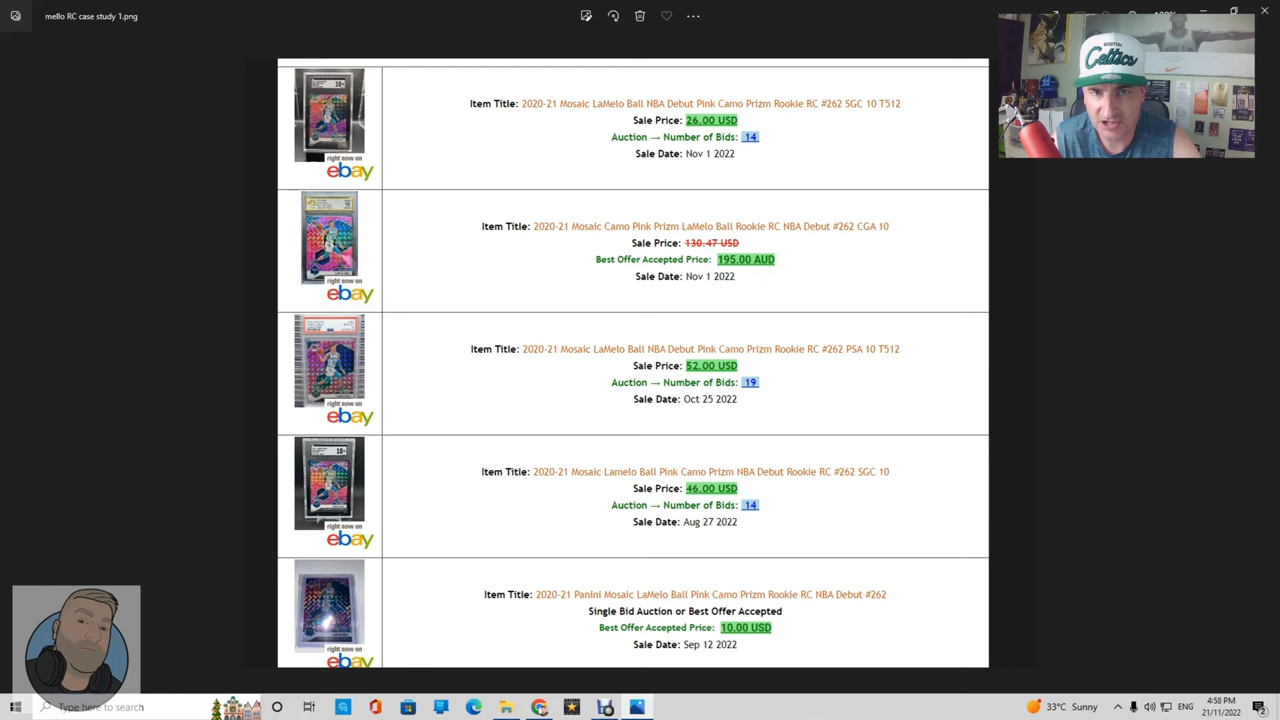 mello RC case study 1.png
Item Title: 2020-21 Mosaic LaMelo Ball NBA Debut Pink Camo Prizm Rookie RC #262 SGC 10 T512
Sale Price: 26.00 USD
Auction → Number of Bids: 14
Sale Date: Nov 1 2022
right now on
ebay
Item Title: 2020-21 Mosaic Camo Pink Prizm LaMelo Ball Rookie RC NBA Debut #262 CGA 10
Sale Price: 130.47 USD
Best Offer Accepted Price: 195.00 AUD
Sale Date: Nov 1 2022
right now on
ebay
Item Title: 2020-21 Mosaic LaMelo Ball NBA Debut Pink Camo Prizm Rookie RC #262 PSA 10 T512
Sale Price: 52.00 USD
Auction → Number of Bids: 19
Sale Date: Oct 25 2022
right now on
ebay
Item Title: 2020-21 Mosaic Lamelo Ball Pink Camo Prizm NBA Debut Rookie RC #262 SGC 10
Sale Price: 46.00 USD
Auction → Number of Bids: 14
Sale Date: Aug 27 2022
right now on
ebay
Item Title: 2020-21 Panini Mosaic LaMelo Ball Pink Camo Prizm Rookie RC NBA Debut #262
Single Bid Auction or Best Offer Accepted
Best Offer Accepted Price: 10.00 USD
Sale Date: Sep 12 2022
right now on
ebay
BOSTON
Celtics
Type here to search
33°C Sunny
ENG
4:58 PM
21/11/2022